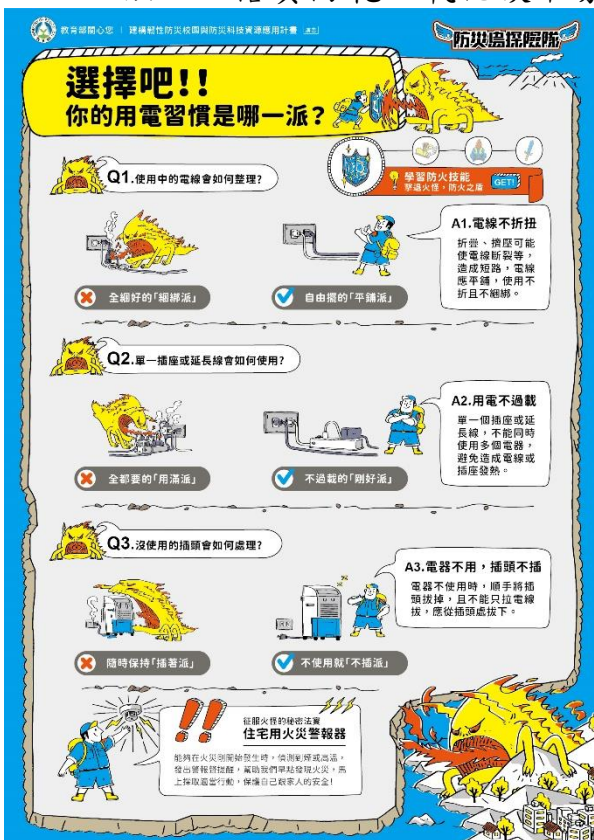 教育部關心您 | 建構韌性防災校園與防災科技資源應用計畫
防災島探險隊
選擇吧!!
你的用電習慣是哪一派?
學習防火技能
擊退火怪,防火之盾
GET!
Q1.使用中的電線會如何整理?
全綑好的「綑綁派」
自由擺的「平鋪派」
A1.電線不折扭
折疊、擠壓可能
使電線斷裂等,
造成短路,電線
應平鋪,使用不
折且不綑綁。
Q2.單一插座或延長線會如何使用?
全都要的「用滿派」
不過載的「剛好派」
A2.用電不過載
單一個插座或延
長線,不能同時
使用多個電器,
避免造成電線或
插座發熱。
Q3.沒使用的插頭會如何處理?
隨時保持「插著派」
不使用就「不插派」
A3.電器不用,插頭不插
電器不使用時,順手將插
頭拔掉,且不能只拉電線
拔,應從插頭處拔下。
征服火怪的秘密法寶
住宅用火災警報器
能夠在火災剛開始發生時,偵測到煙或高溫,
發出警報聲提醒,幫助我們早點發現火災,馬
上採取適當行動,保護自己跟家人的安全!